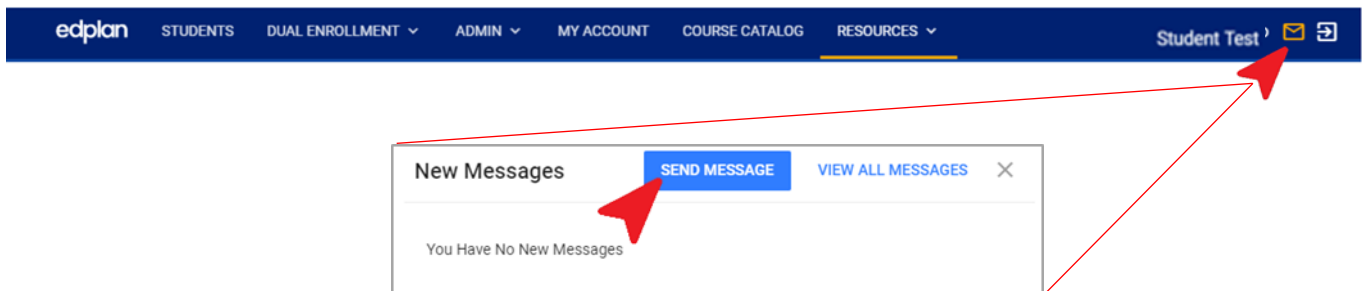 edplan STUDENTS DUAL ENROLLMENT ADMIN MY ACCOUNT COURSE CATALOG RESOURCES Student Test
New Messages SEND MESSAGE VIEW ALL MESSAGES
You Have No New Messages